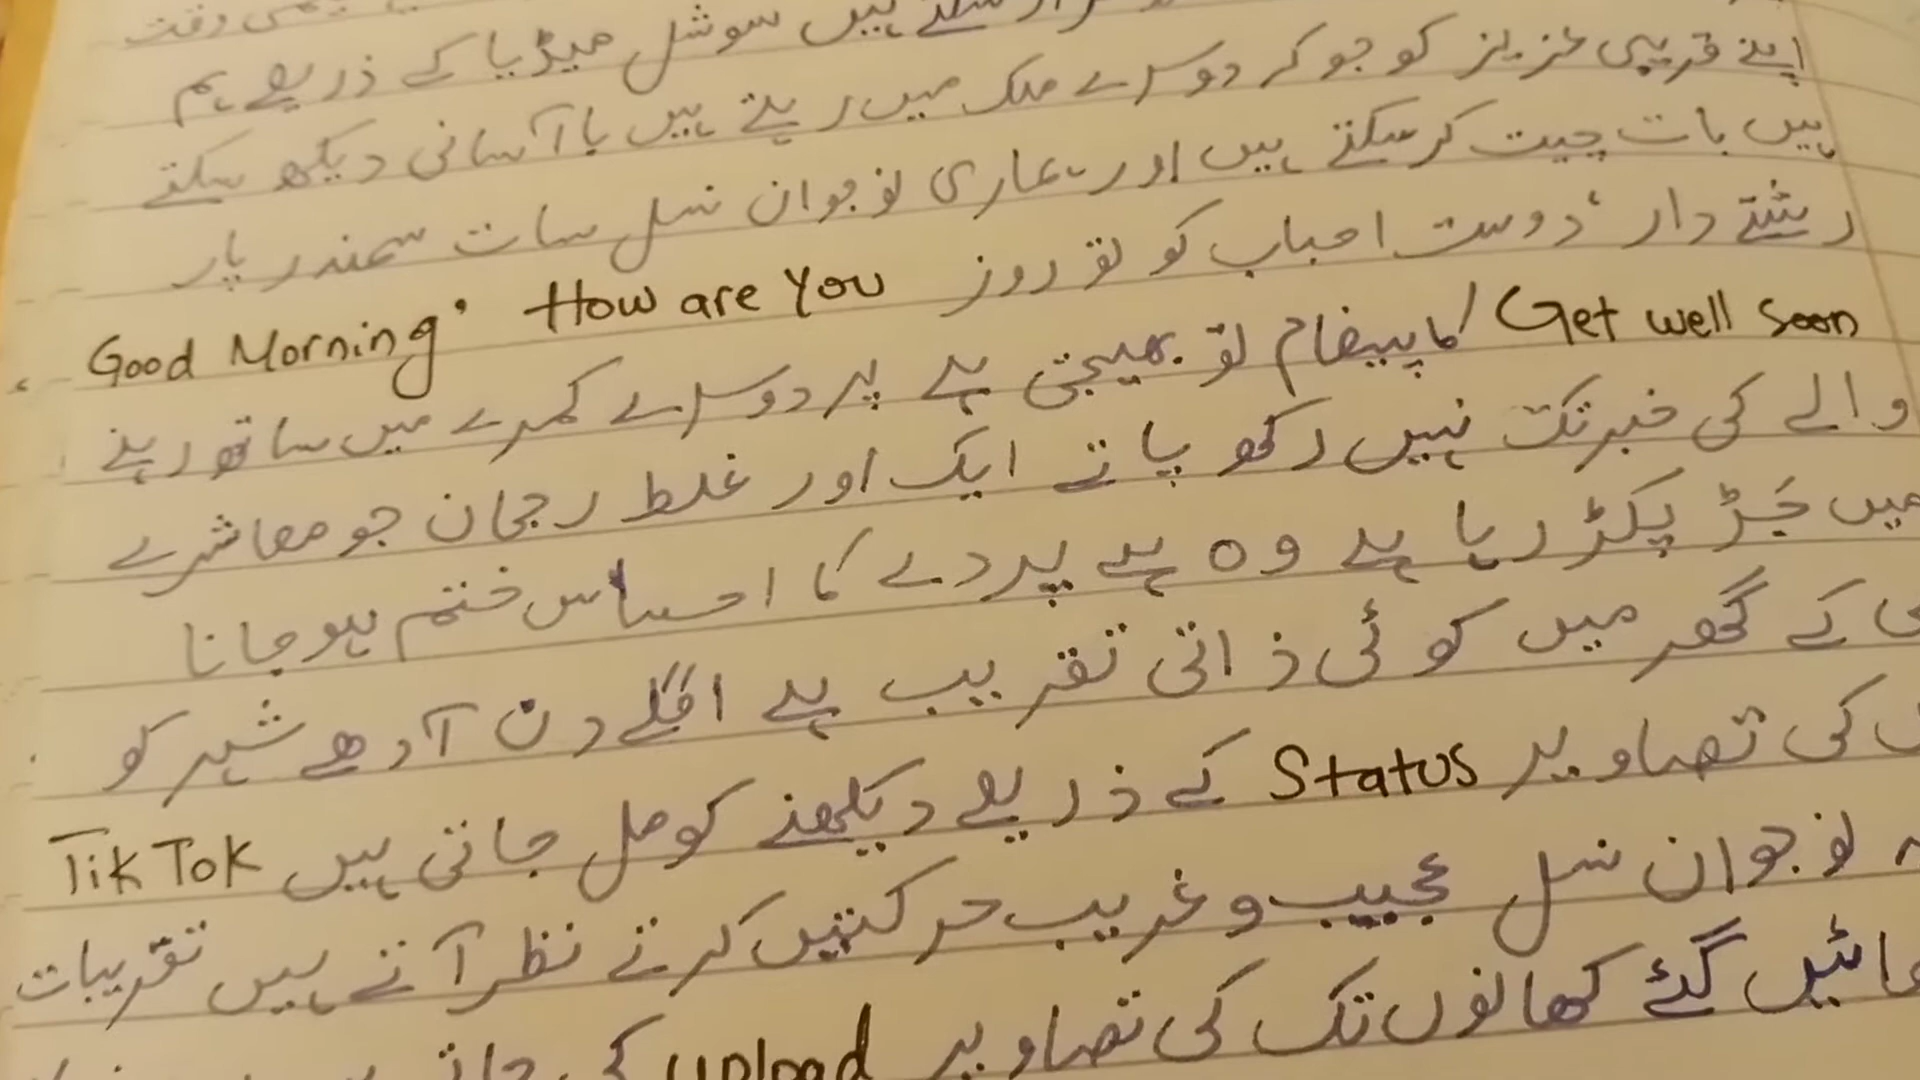 سوشل میڈیا کے ذریعے ہم
اپنے قریبی عزیز کو جو کہ دوسرے ملک میں رہتے ہیں باآسانی دیکھ سکتے
ہیں بات چیت کر سکتے ہیں اور ہماری نوجوان نسل سات سمندر پار
رشتے دار، دوست احباب کو تو روز How are You ' Good Morning ،
Get well soon کا پیغام تو بھیجتی ہے پر دوسرے کمرے میں ساتھ رہنے
والے کی خبر تک نہیں رکھ پاتے ایک اور غلط رجحان جو معاشرے
میں جَڑ پکڑ رہا ہے وہ ہے پردے کا احساس ختم ہو جانا
کے گھر میں کوئی ذاتی تقریب ہے اگلے دن آدھے شہر کو
کی تصاویر Status کے ذریعے دیکھنے کو مل جاتی ہیں TikTok
نوجوان نسل عجیب و غریب حرکتیں کرتے نظر آتے ہیں تقریبات
گئے کھانوں تک کی تصاویر upload کی